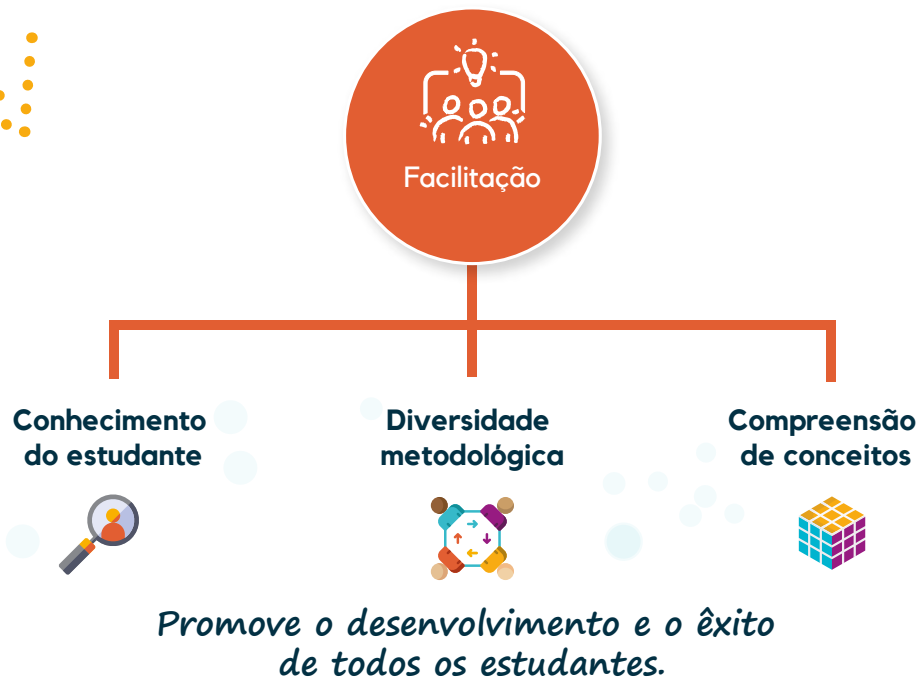 Facilitação
Conhecimento
do estudante
Diversidade
metodológica
Compreensão
de conceitos
Promove o desenvolvimento e o êxito
de todos os estudantes.